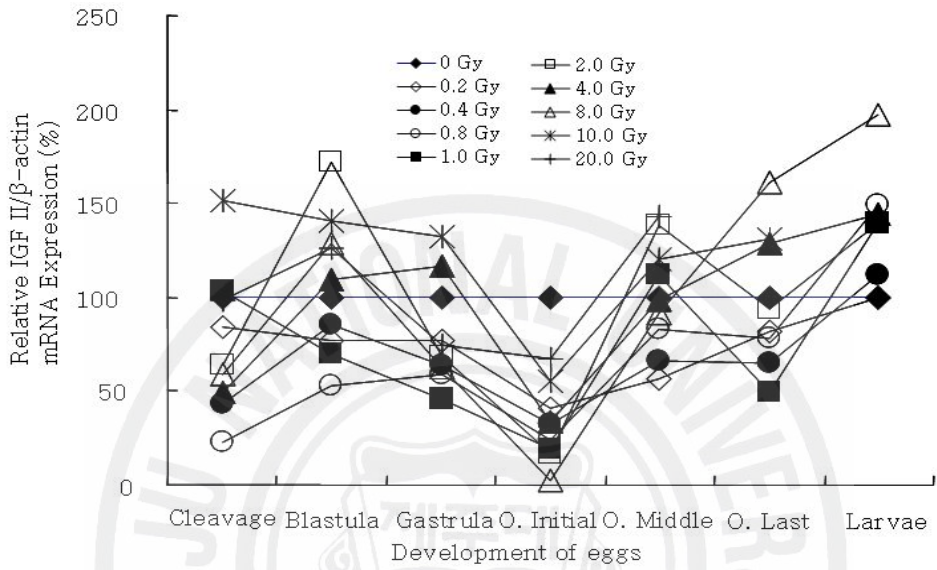 250
200
150
100
50
0
Relative IGF II/β-actin
mRNA Expression (%)
0 Gy
0.2 Gy
0.4 Gy
0.8 Gy
1.0 Gy
2.0 Gy
4.0 Gy
8.0 Gy
10.0 Gy
20.0 Gy
Cleavage Blastula Gastrula O. Initial O. Middle O. Last Larvae
Development of eggs
NATIONAL